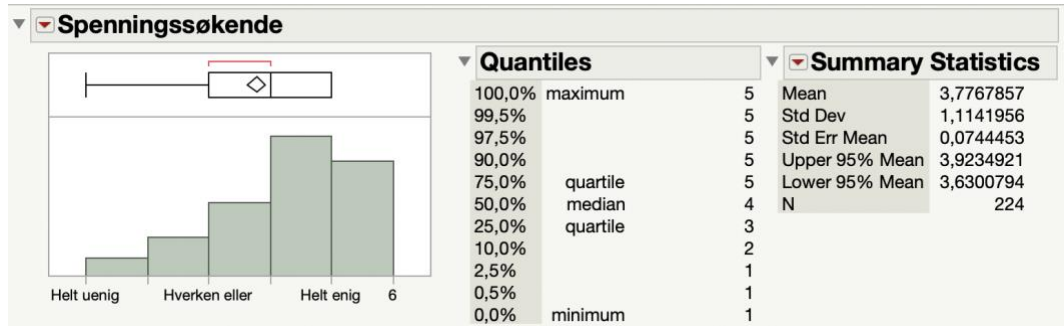 Spenningssøkende
Helt uenig Hverken eller Helt enig 6
Quantiles
100,0% maximum 5
99,5% 5
97,5% 5
90,0% 5
75,0% quartile 5
50,0% median 4
25,0% quartile 3
10,0% 2
2,5% 1
0,5% 1
0,0% minimum 1
Summary Statistics
Mean 3,7767857
Std Dev 1,1141956
Std Err Mean 0,0744453
Upper 95% Mean 3,9234921
Lower 95% Mean 3,6300794
N 224